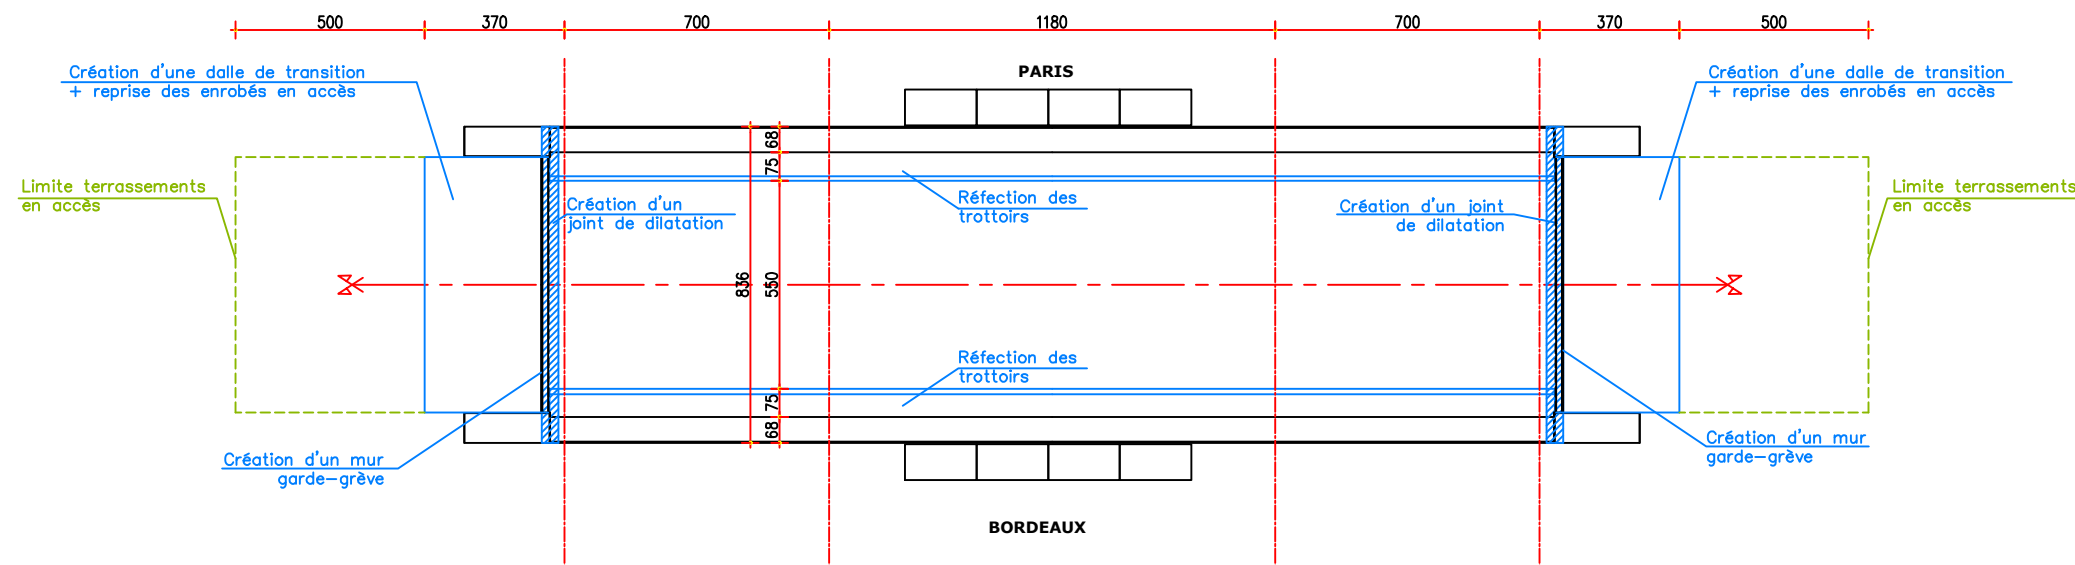 500 370 700 1180 700 370 500
PARIS
Création d'une dalle de transition
+ reprise des enrobés en accès
Création d'une dalle de transition
+ reprise des enrobés en accès
68
75
Limite terrassements
en accès
Limite terrassements
en accès
Création d'un
joint de dilatation
Réfection des
trottoirs
Création d'un joint
de dilatation
836
550
Réfection des
trottoirs
75
68
Création d'un mur
garde-grève
Création d'un mur
garde-grève
BORDEAUX